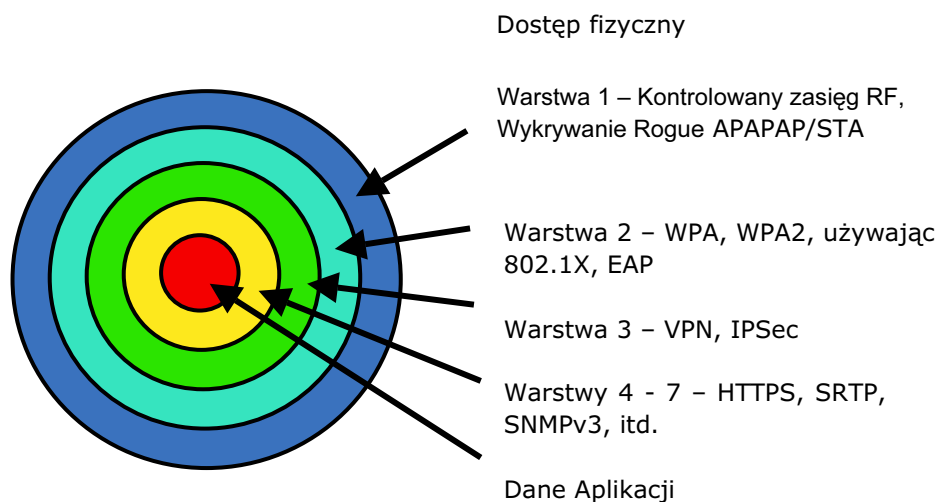 Dostęp fizyczny
Warstwa 1 – Kontrolowany zasięg RF,
Wykrywanie Rogue APAPAP/STA
Warstwa 2 – WPA, WPA2, używając
802.1X, EAP
Warstwa 3 – VPN, IPSec
Warstwy 4 - 7 – HTTPS, SRTP,
SNMPv3, itd.
Dane Aplikacji